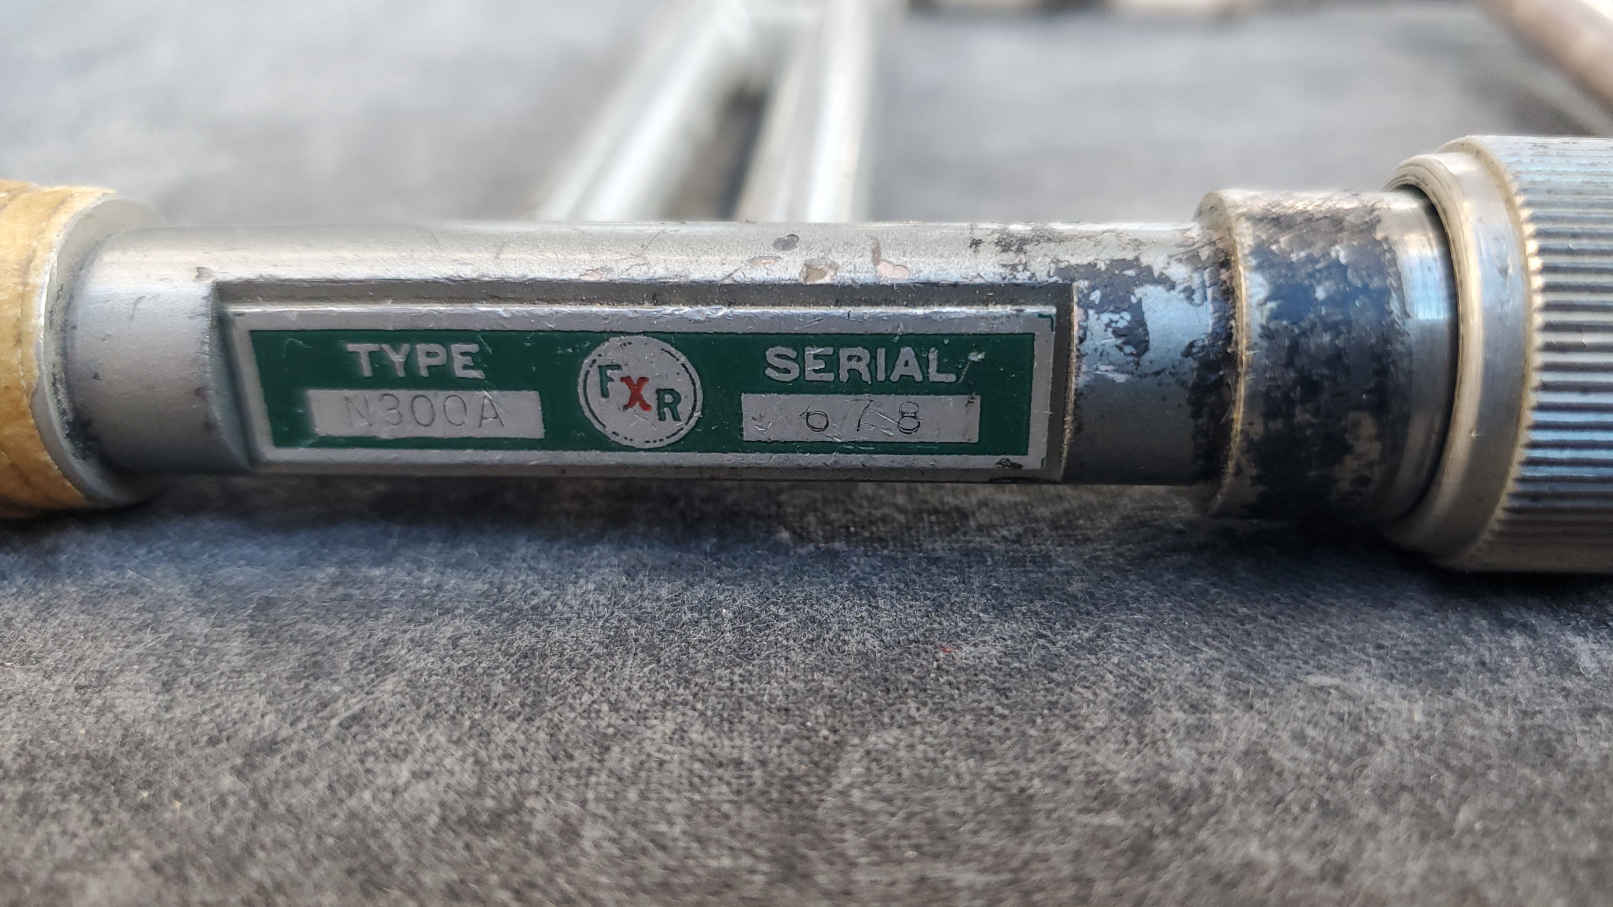 TYPE
N300A
FXR
SERIAL
678